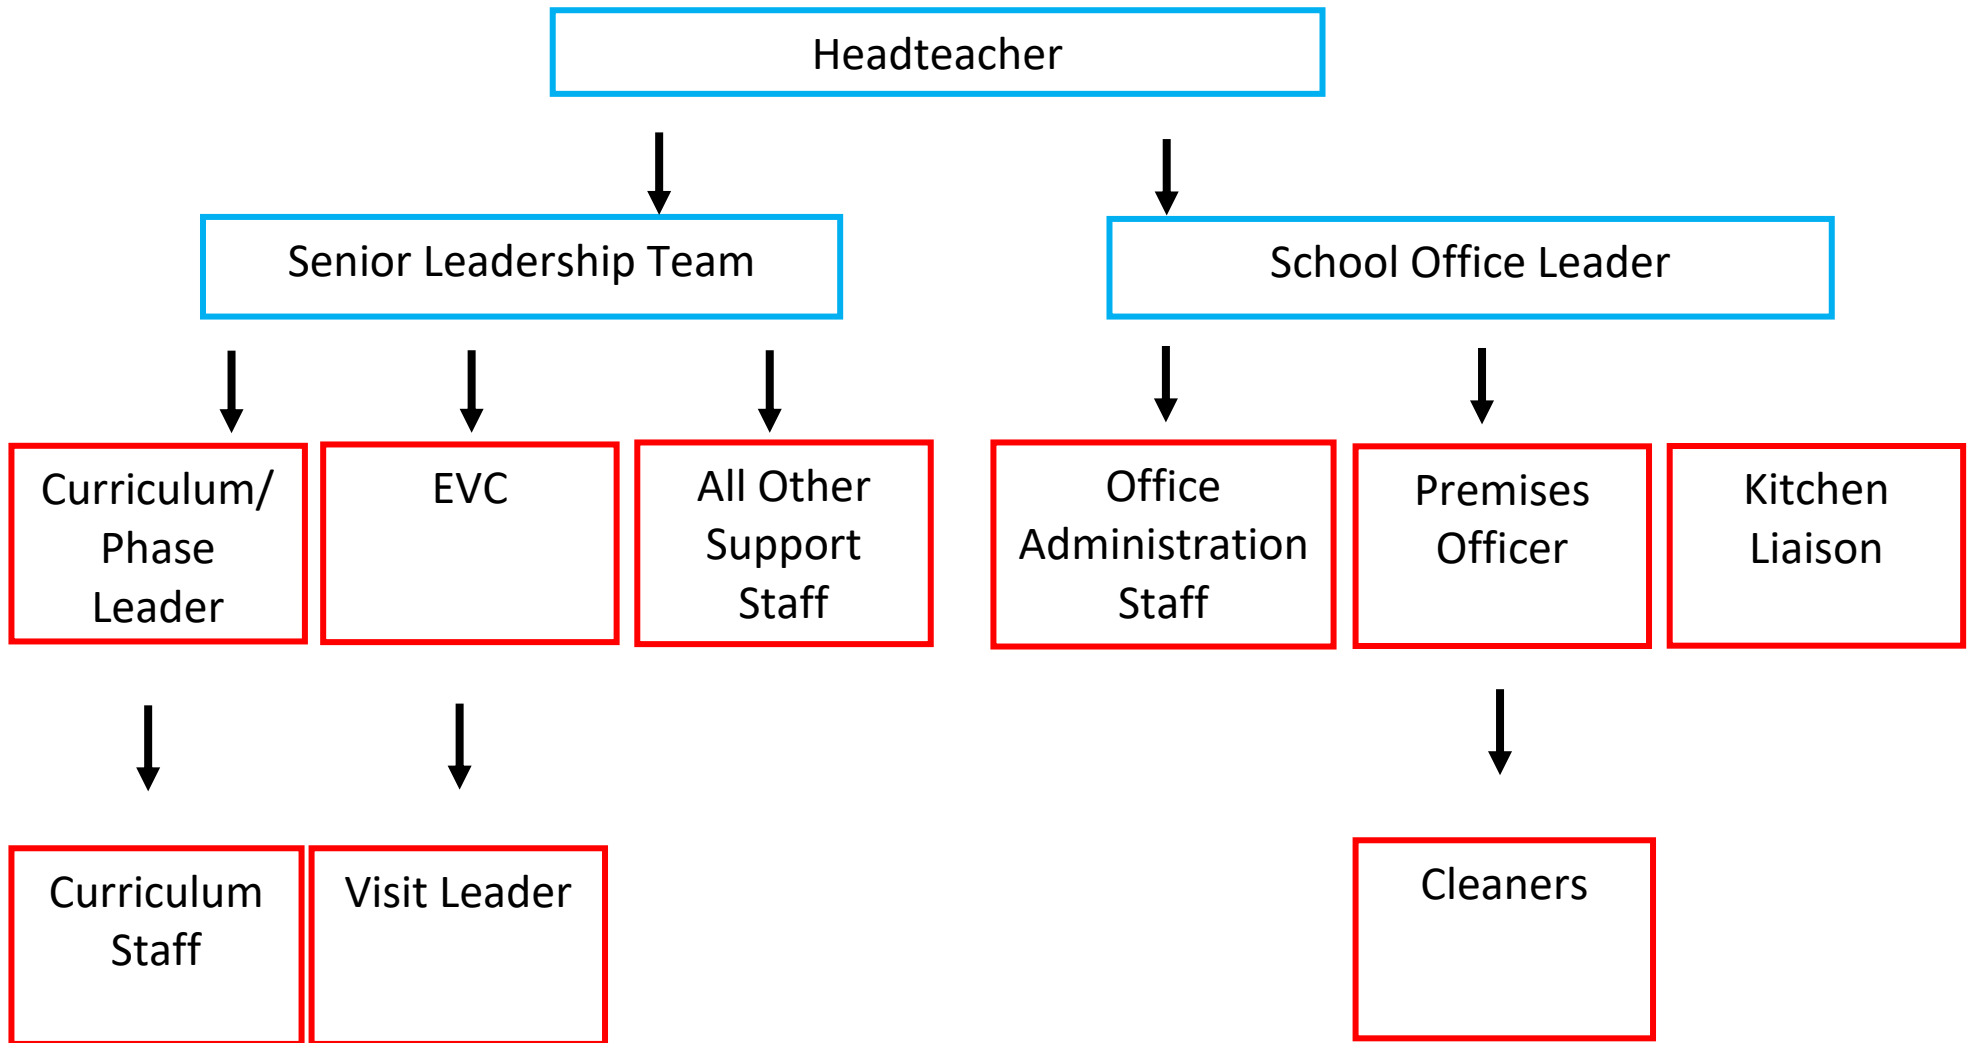 Headteacher
Senior Leadership Team
School Office Leader
Curriculum/
Phase
Leader
EVC
All Other
Support
Staff
Office
Administration
Staff
Premises
Officer
Kitchen
Liaison
Curriculum
Staff
Visit Leader
Cleaners